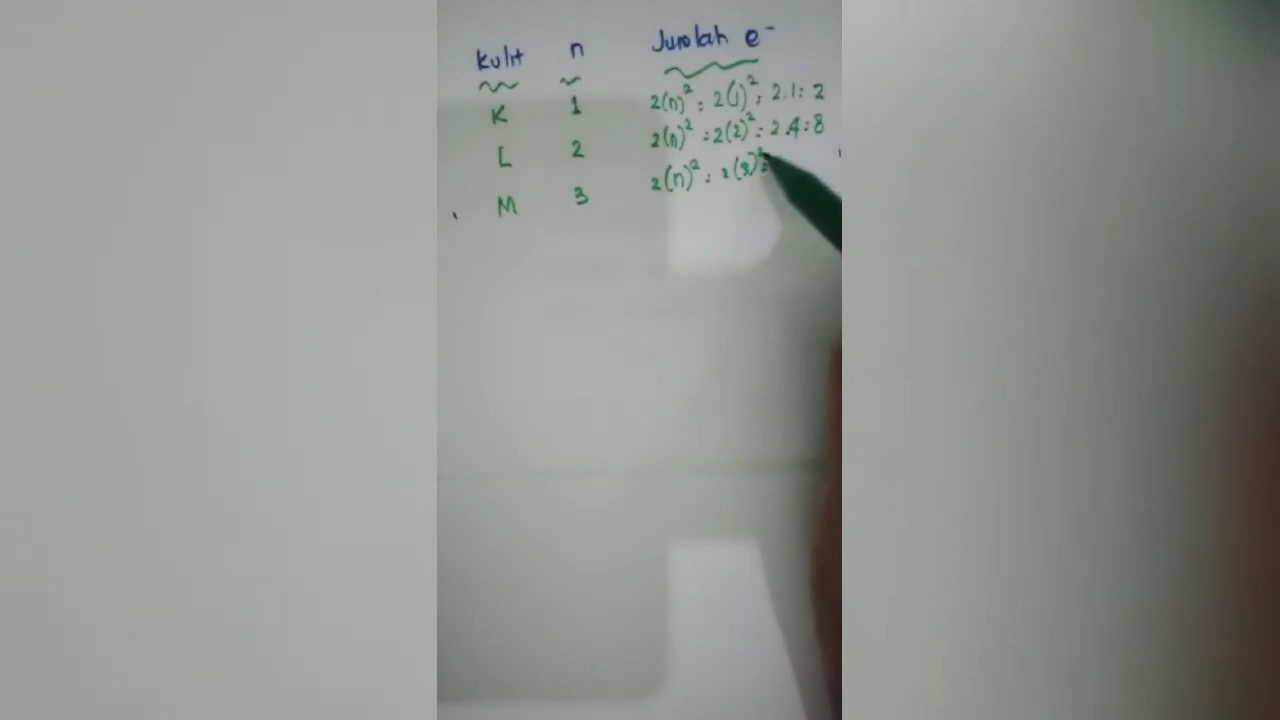 Kulit n Jumlah e⁻
K 1 2(n)² = 2(1)² = 2.1 = 2
L 2 2(n)² = 2(2)² = 2.4 = 8
M 3 2(n)² = 2(3)² =